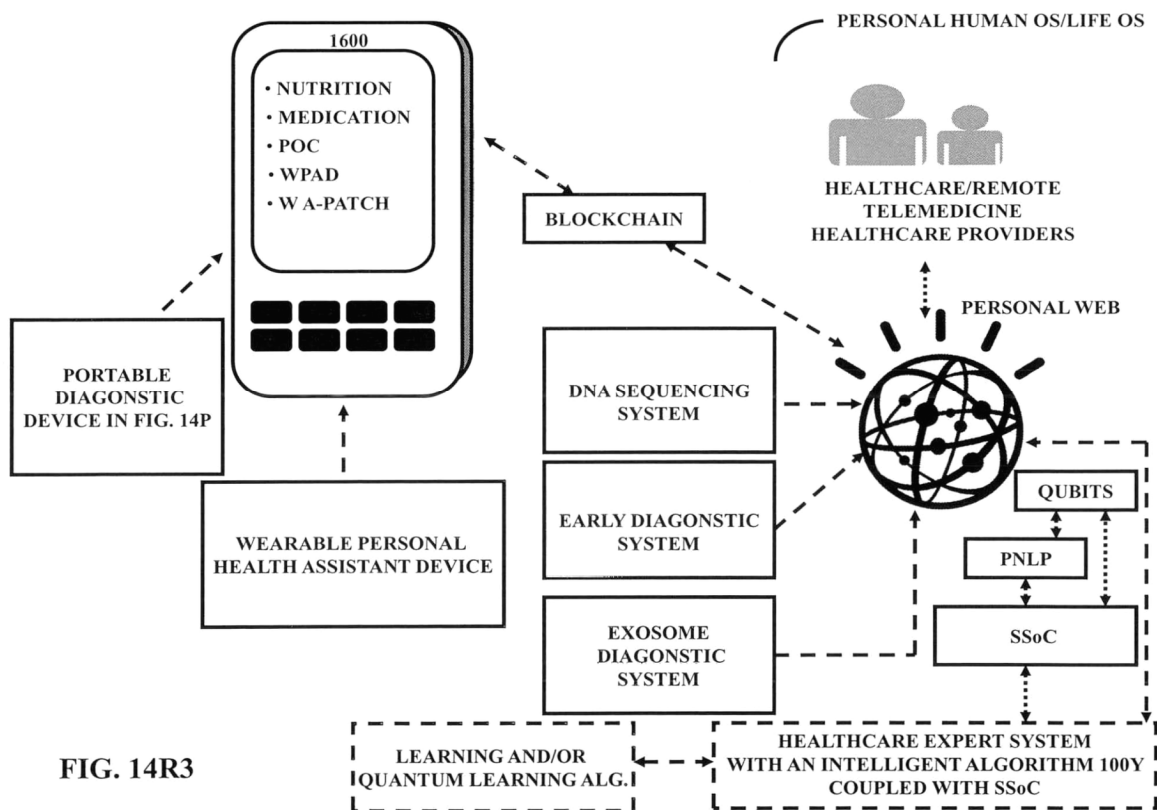 PERSONAL HUMAN OS/LIFE OS
1600
• NUTRITION
• MEDICATION
• POC
• WPAD
• W A-PATCH
BLOCKCHAIN
HEALTHCARE/REMOTE
TELEMEDICINE
HEALTHCARE PROVIDERS
PERSONAL WEB
PORTABLE
DIAGONSTIC
DEVICE IN FIG. 14P
WEARABLE PERSONAL
HEALTH ASSISTANT DEVICE
DNA SEQUENCING
SYSTEM
EARLY DIAGONSTIC
SYSTEM
EXOSOME
DIAGONSTIC
SYSTEM
QUBITS
PNLP
SSoC
LEARNING AND/OR
QUANTUM LEARNING ALG.
HEALTHCARE EXPERT SYSTEM
WITH AN INTELLIGENT ALGORITHM 100Y
COUPLED WITH SSoC
FIG. 14R3